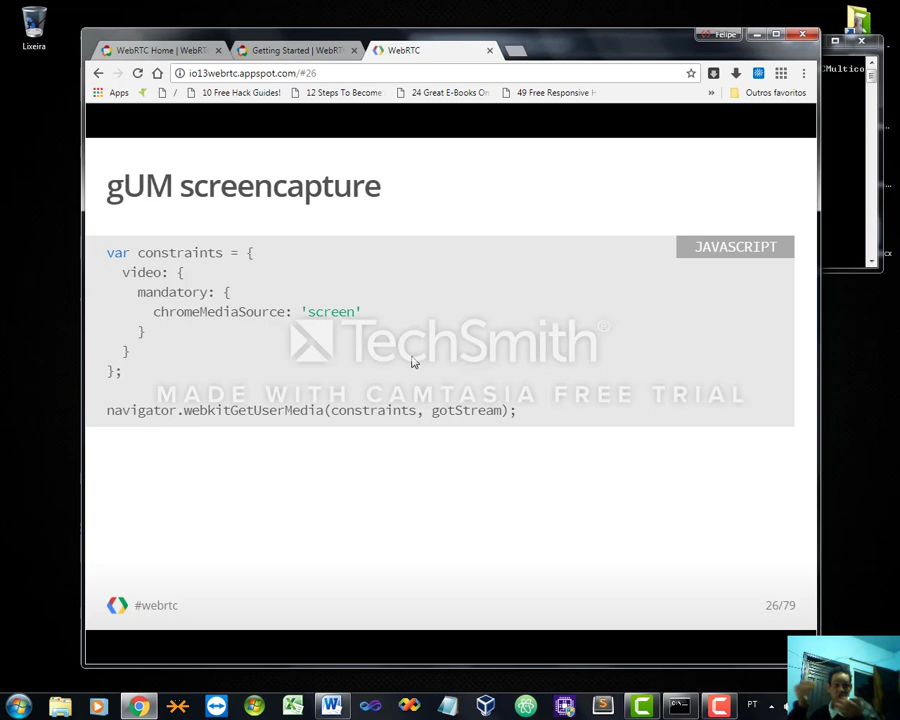 Lixeira
Felipe
WebRTC Home | WebRT
Getting Started | WebRT
WebRTC
io13webrtc.appspot.com/#26
Apps
/
10 Free Hack Guides!
12 Steps To Become
24 Great E-Books On
49 Free Responsive H
»
Outros favoritos
Multico
gUM screencapture
JAVASCRIPT
var constraints = {
video: {
mandatory: {
chromeMediaSource: 'screen'
}
}
};
navigator.webkitGetUserMedia(constraints, gotStream);
TechSmith®
MADE WITH CAMTASIA FREE TRIAL
#webrtc
26/79
PT